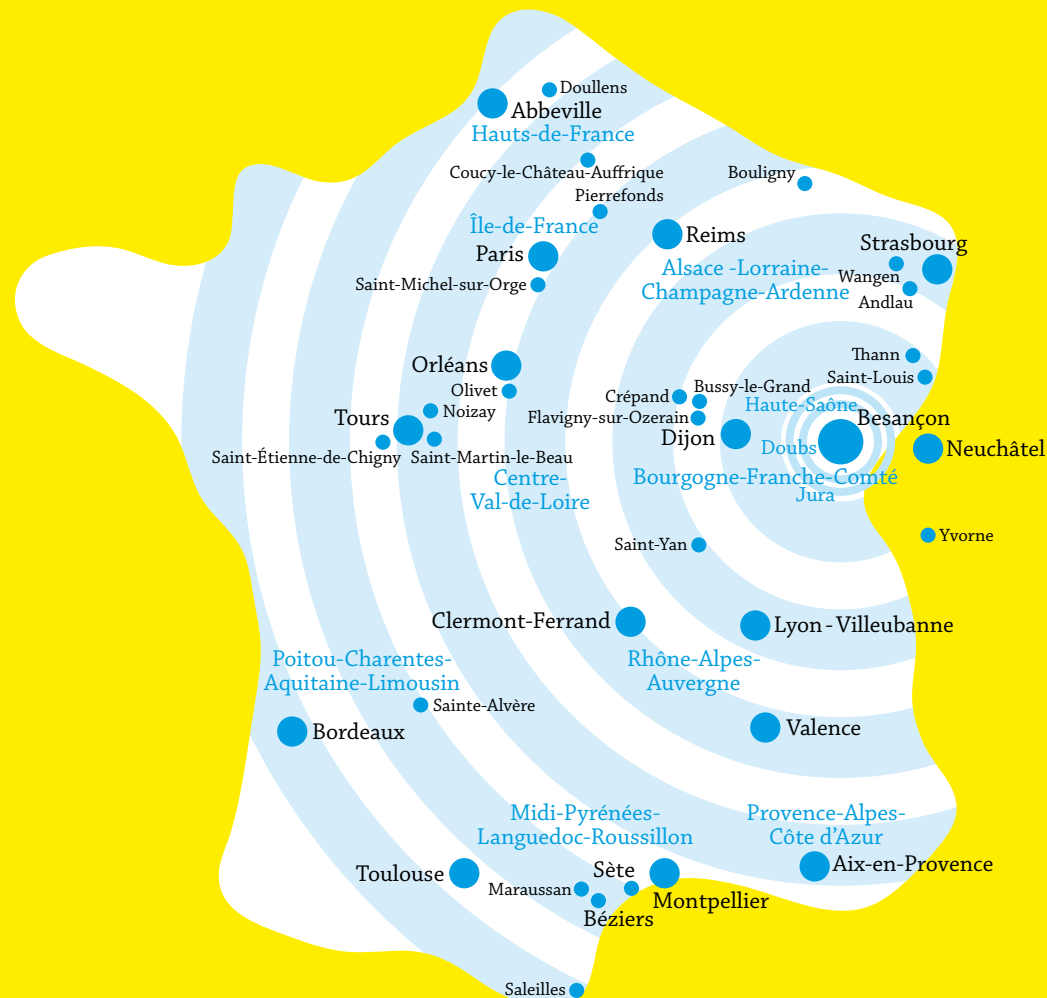 Doullens
Abbeville
Hauts-de-France
Coucy-le-Château-Auffrique
Bouligny
Pierrefonds
Île-de-France
Reims
Strasbourg
Paris
Alsace -Lorraine-
Champagne-Ardenne
Wangen
Saint-Michel-sur-Orge
Andlau
Thann
Orléans
Saint-Louis
Olivet
Crépand
Bussy-le-Grand
Haute-Saône
Noizay
Tours
Flavigny-sur-Ozerain
Besançon
Dijon
Doubs
Neuchâtel
Saint-Étienne-de-Chigny
Saint-Martin-le-Beau
Centre-
Val-de-Loire
Bourgogne-Franche-Comté
Jura
Yvorne
Saint-Yan
Clermont-Ferrand
Lyon - Villeubanne
Poitou-Charentes-
Aquitaine-Limousin
Rhône-Alpes-
Auvergne
Sainte-Alvère
Bordeaux
Valence
Midi-Pyrénées-
Languedoc-Roussillon
Provence-Alpes-
Côte d'Azur
Toulouse
Sète
Aix-en-Provence
Maraussan
Montpellier
Béziers
Saleilles